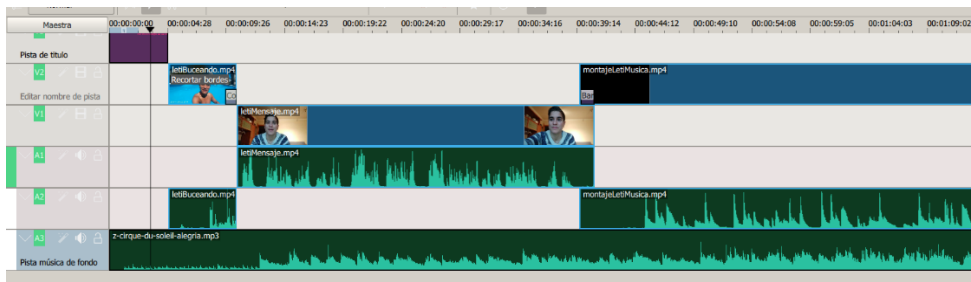 Normal
Maestra
00:00:00:00 00:00:04:28 00:00:09:26 00:00:14:23 00:00:19:22 00:00:24:20 00:00:29:17 00:00:34:16 00:00:39:14 00:00:44:12 00:00:49:10 00:00:54:08 00:00:59:05 00:01:04:03 00:01:09:02
Pista de título
V2
letiBuceando.mp4
montajeLetiMusica.mp4
Recortar bordes
Editar nombre de pista
Co
Bar
V1
letiMensaje.mp4
A1
letiMensaje.mp4
A2
letiBuceando.mp4
montajeLetiMusica.mp4
A3
z-cirque-du-soleil-alegria.mp3
Pista música de fondo